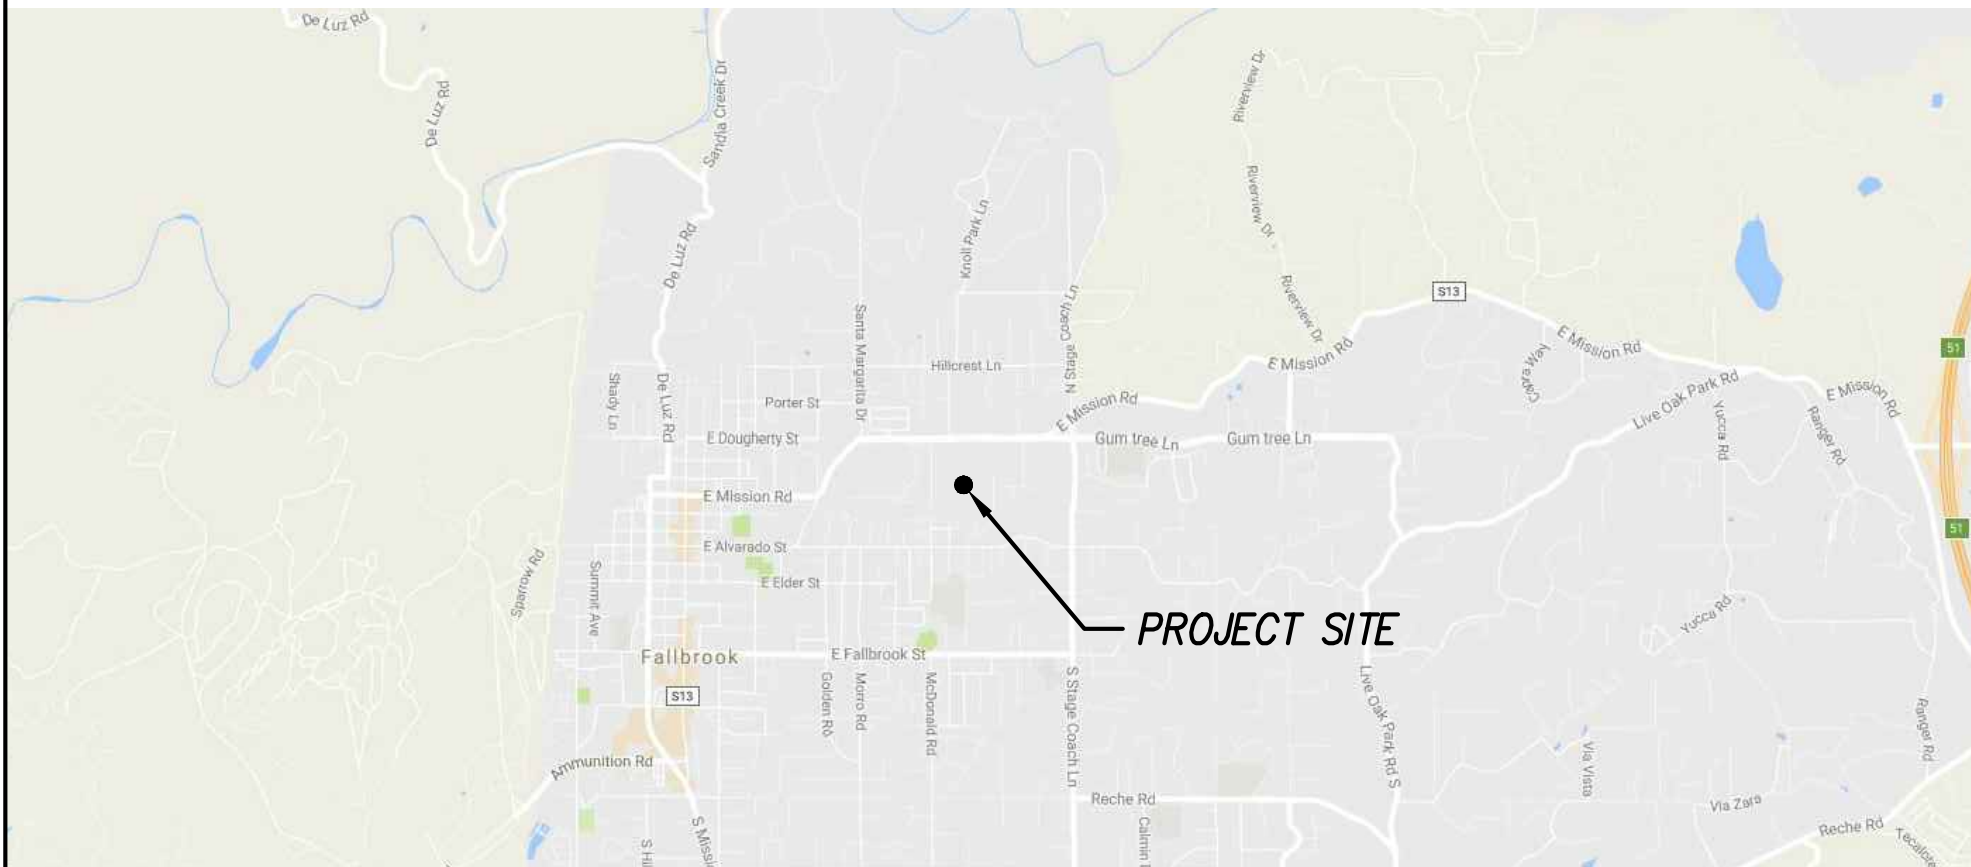 De Luz Rd
De Luz Rd
Sandia Creek Dr
Riverview Dr
Riverview Dr
Knoll Park Ln
De Luz Rd
Riverview Dr
S13
N Stage Coach Ln
Santa Margarita Dr
E Mission Rd
E Mission Rd
51
Hillcrest Ln
Shady Ln
De Luz Rd
Porter St
E Mission Rd
Live Oak Park Rd
E Mission Rd
Yucca Rd
Ranger Rd
E Dougherty St
Gum tree Ln
Gum tree Ln
E Mission Rd
51
E Alvarado St
Sparrow Rd
Summit Ave
E Elder St
PROJECT SITE
Yucca Rd
Fallbrook
E Fallbrook St
S13
Golden Rd
Morro Rd
McDonald Rd
S Stage Coach Ln
Live Oak Park Rd S
Ranger Rd
Via Vista
Ammunition Rd
Reche Rd
Via Zara
Reche Rd
S Missi
Calmin
S Hi